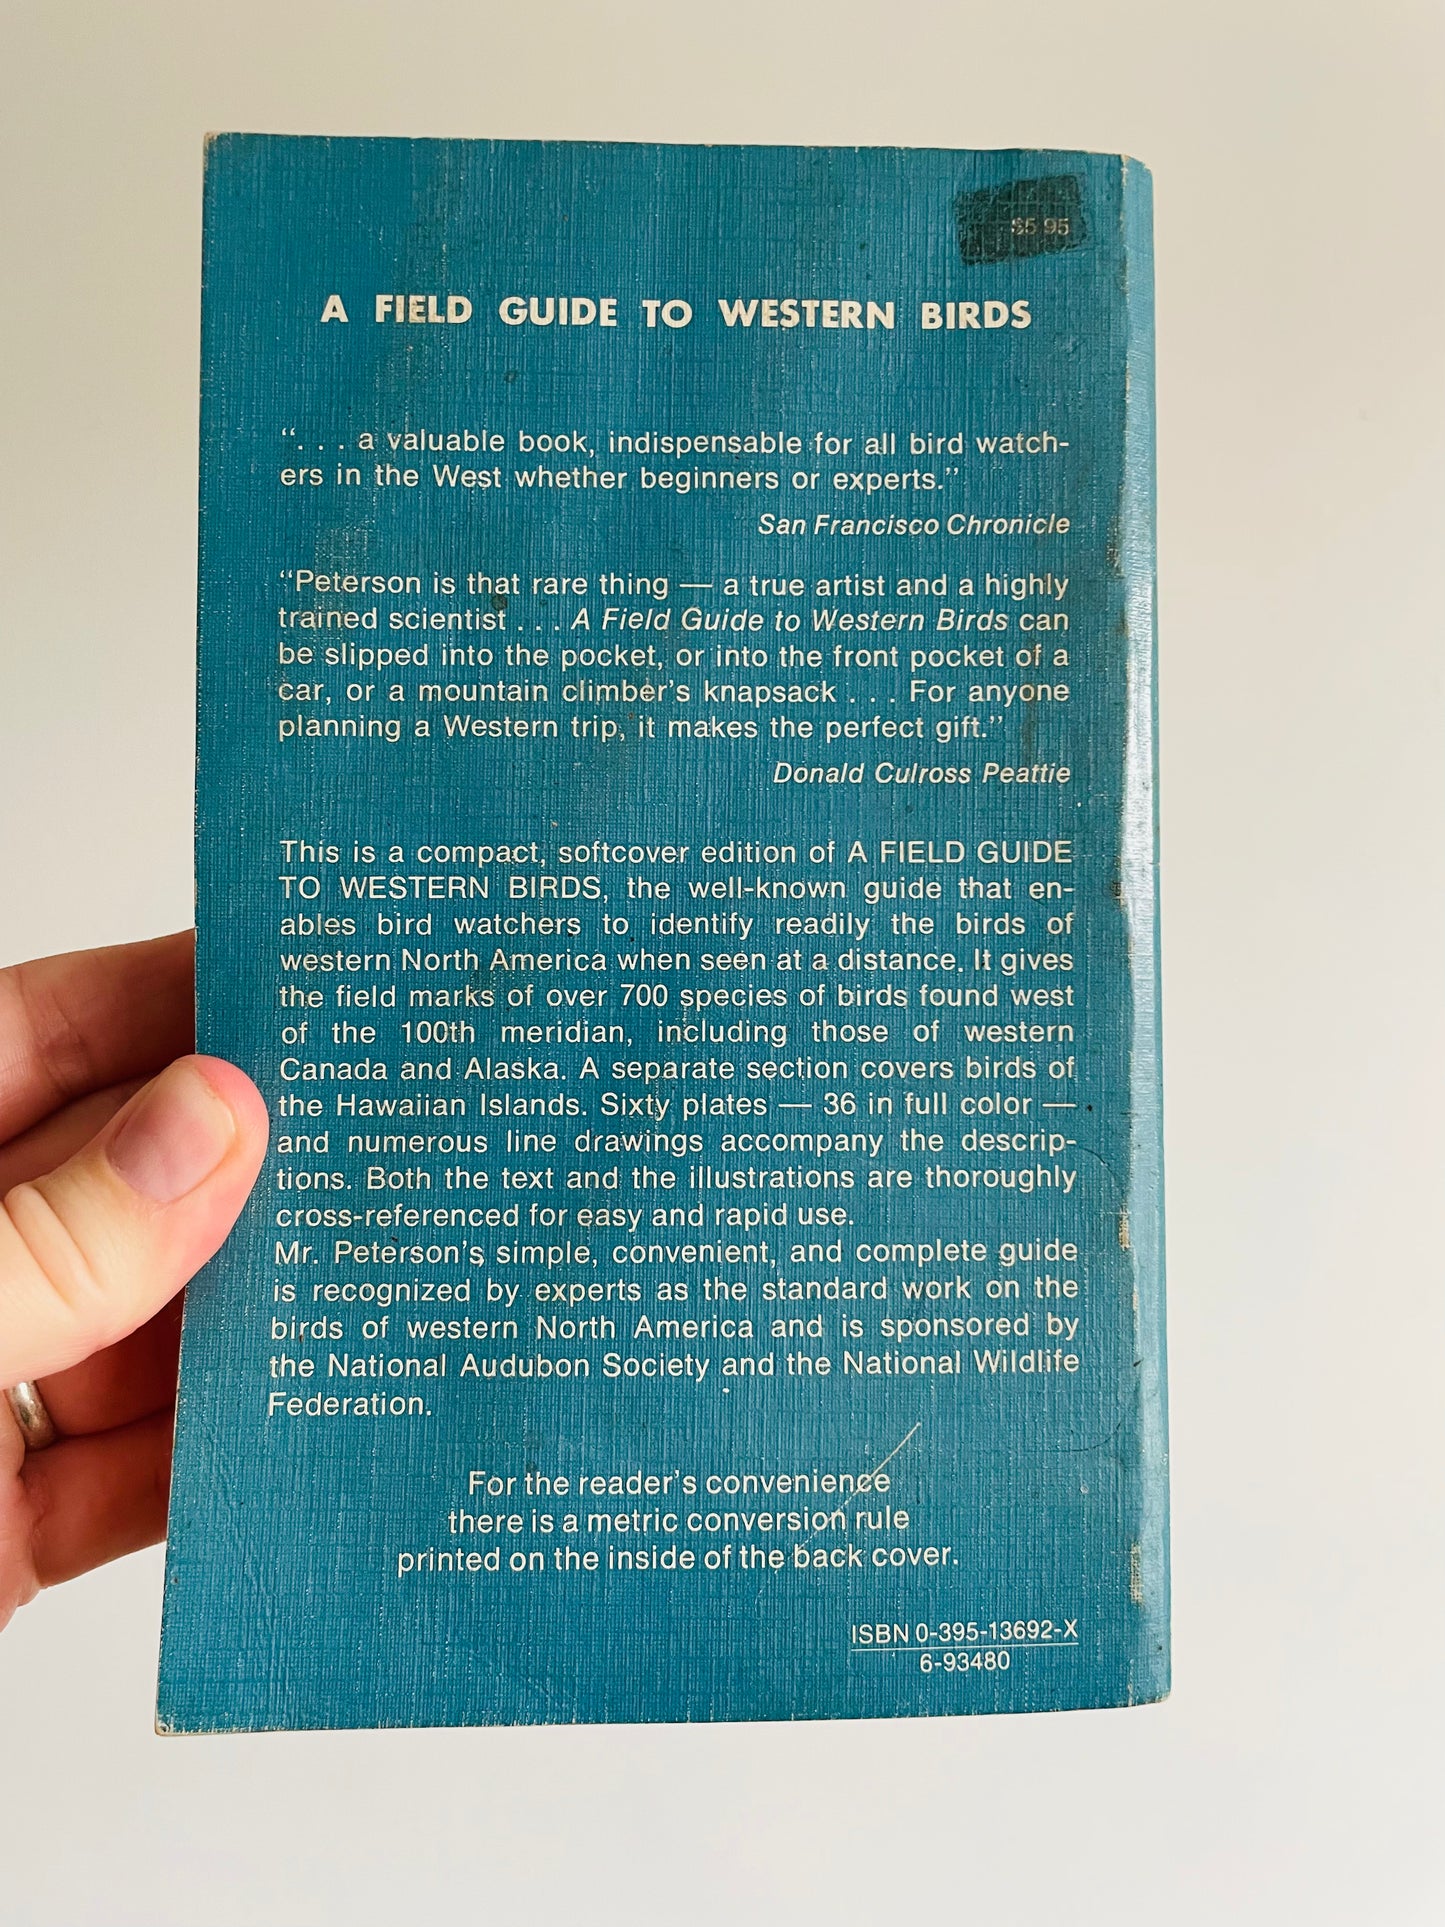 $5.95
A FIELD GUIDE TO WESTERN BIRDS
“. . . a valuable book, indispensable for all bird watch-
ers in the West whether beginners or experts.”
San Francisco Chronicle
“Peterson is that rare thing — a true artist and a highly
trained scientist . . . A Field Guide to Western Birds can
be slipped into the pocket, or into the front pocket of a
car, or a mountain climber’s knapsack . . . For anyone
planning a Western trip, it makes the perfect gift.”
Donald Culross Peattie
This is a compact, softcover edition of A FIELD GUIDE
TO WESTERN BIRDS, the well-known guide that en-
ables bird watchers to identify readily the birds of
western North America when seen at a distance. It gives
the field marks of over 700 species of birds found west
of the 100th meridian, including those of western
Canada and Alaska. A separate section covers birds of
the Hawaiian Islands. Sixty plates — 36 in full color —
and numerous line drawings accompany the descrip-
tions. Both the text and the illustrations are thoroughly
cross-referenced for easy and rapid use.
Mr. Peterson’s simple, convenient, and complete guide
is recognized by experts as the standard work on the
birds of western North America and is sponsored by
the National Audubon Society and the National Wildlife
Federation.
For the reader’s convenience
there is a metric conversion rule
printed on the inside of the back cover.
ISBN 0-395-13692-X
6-93480